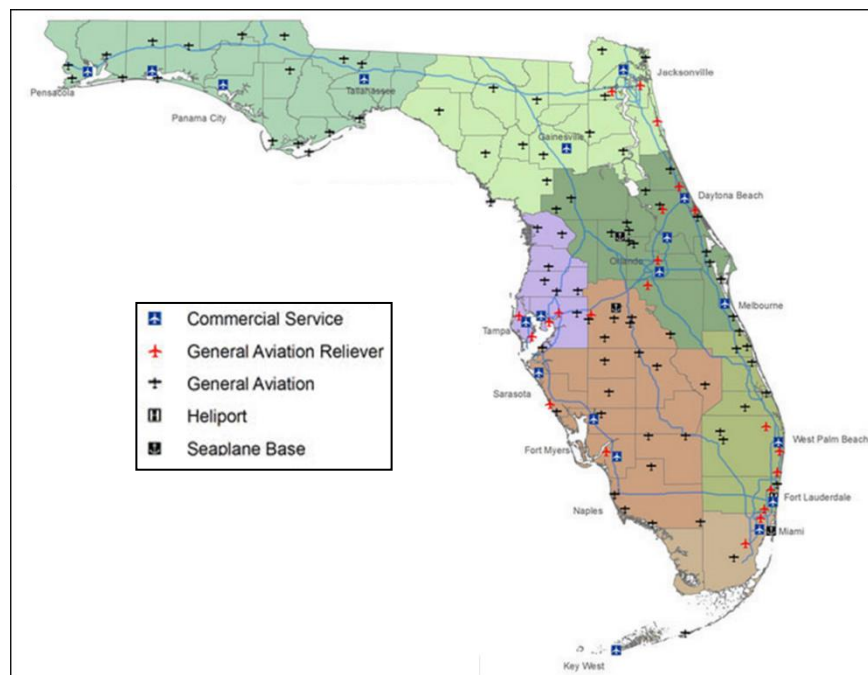 Jacksonville
Pensacola
Tallahassee
Panama City
Gainesville
Daytona Beach
Orlando
Melbourne
Commercial Service
General Aviation Reliever
General Aviation
Heliport
Seaplane Base
Tampa
Sarasota
West Palm Beach
Fort Myers
Fort Lauderdale
Naples
Miami
Key West